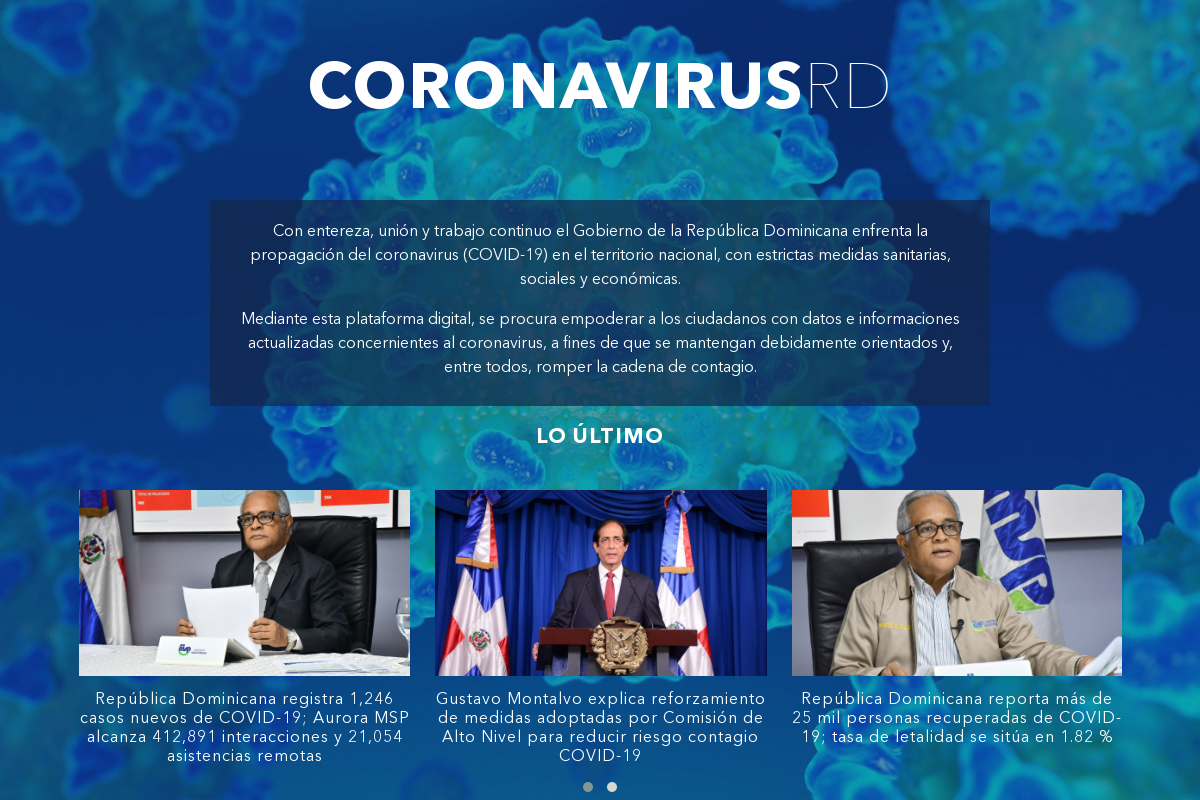 CORONAVIRUSRD
Con entereza, unión y trabajo continuo el Gobierno de la República Dominicana enfrenta la
propagación del coronavirus (COVID-19) en el territorio nacional, con estrictas medidas sanitarias,
sociales y económicas.
Mediante esta plataforma digital, se procura empoderar a los ciudadanos con datos e informaciones
actualizadas concernientes al coronavirus, a fines de que se mantengan debidamente orientados y,
entre todos, romper la cadena de contagio.
LO ÚLTIMO
República Dominicana registra 1,246
casos nuevos de COVID-19; Aurora MSP
alcanza 412,891 interacciones y 21,054
asistencias remotas
Gustavo Montalvo explica reforzamiento
de medidas adoptadas por Comisión de
Alto Nivel para reducir riesgo contagio
COVID-19
República Dominicana reporta más de
25 mil personas recuperadas de COVID-
19; tasa de letalidad se sitúa en 1.82 %